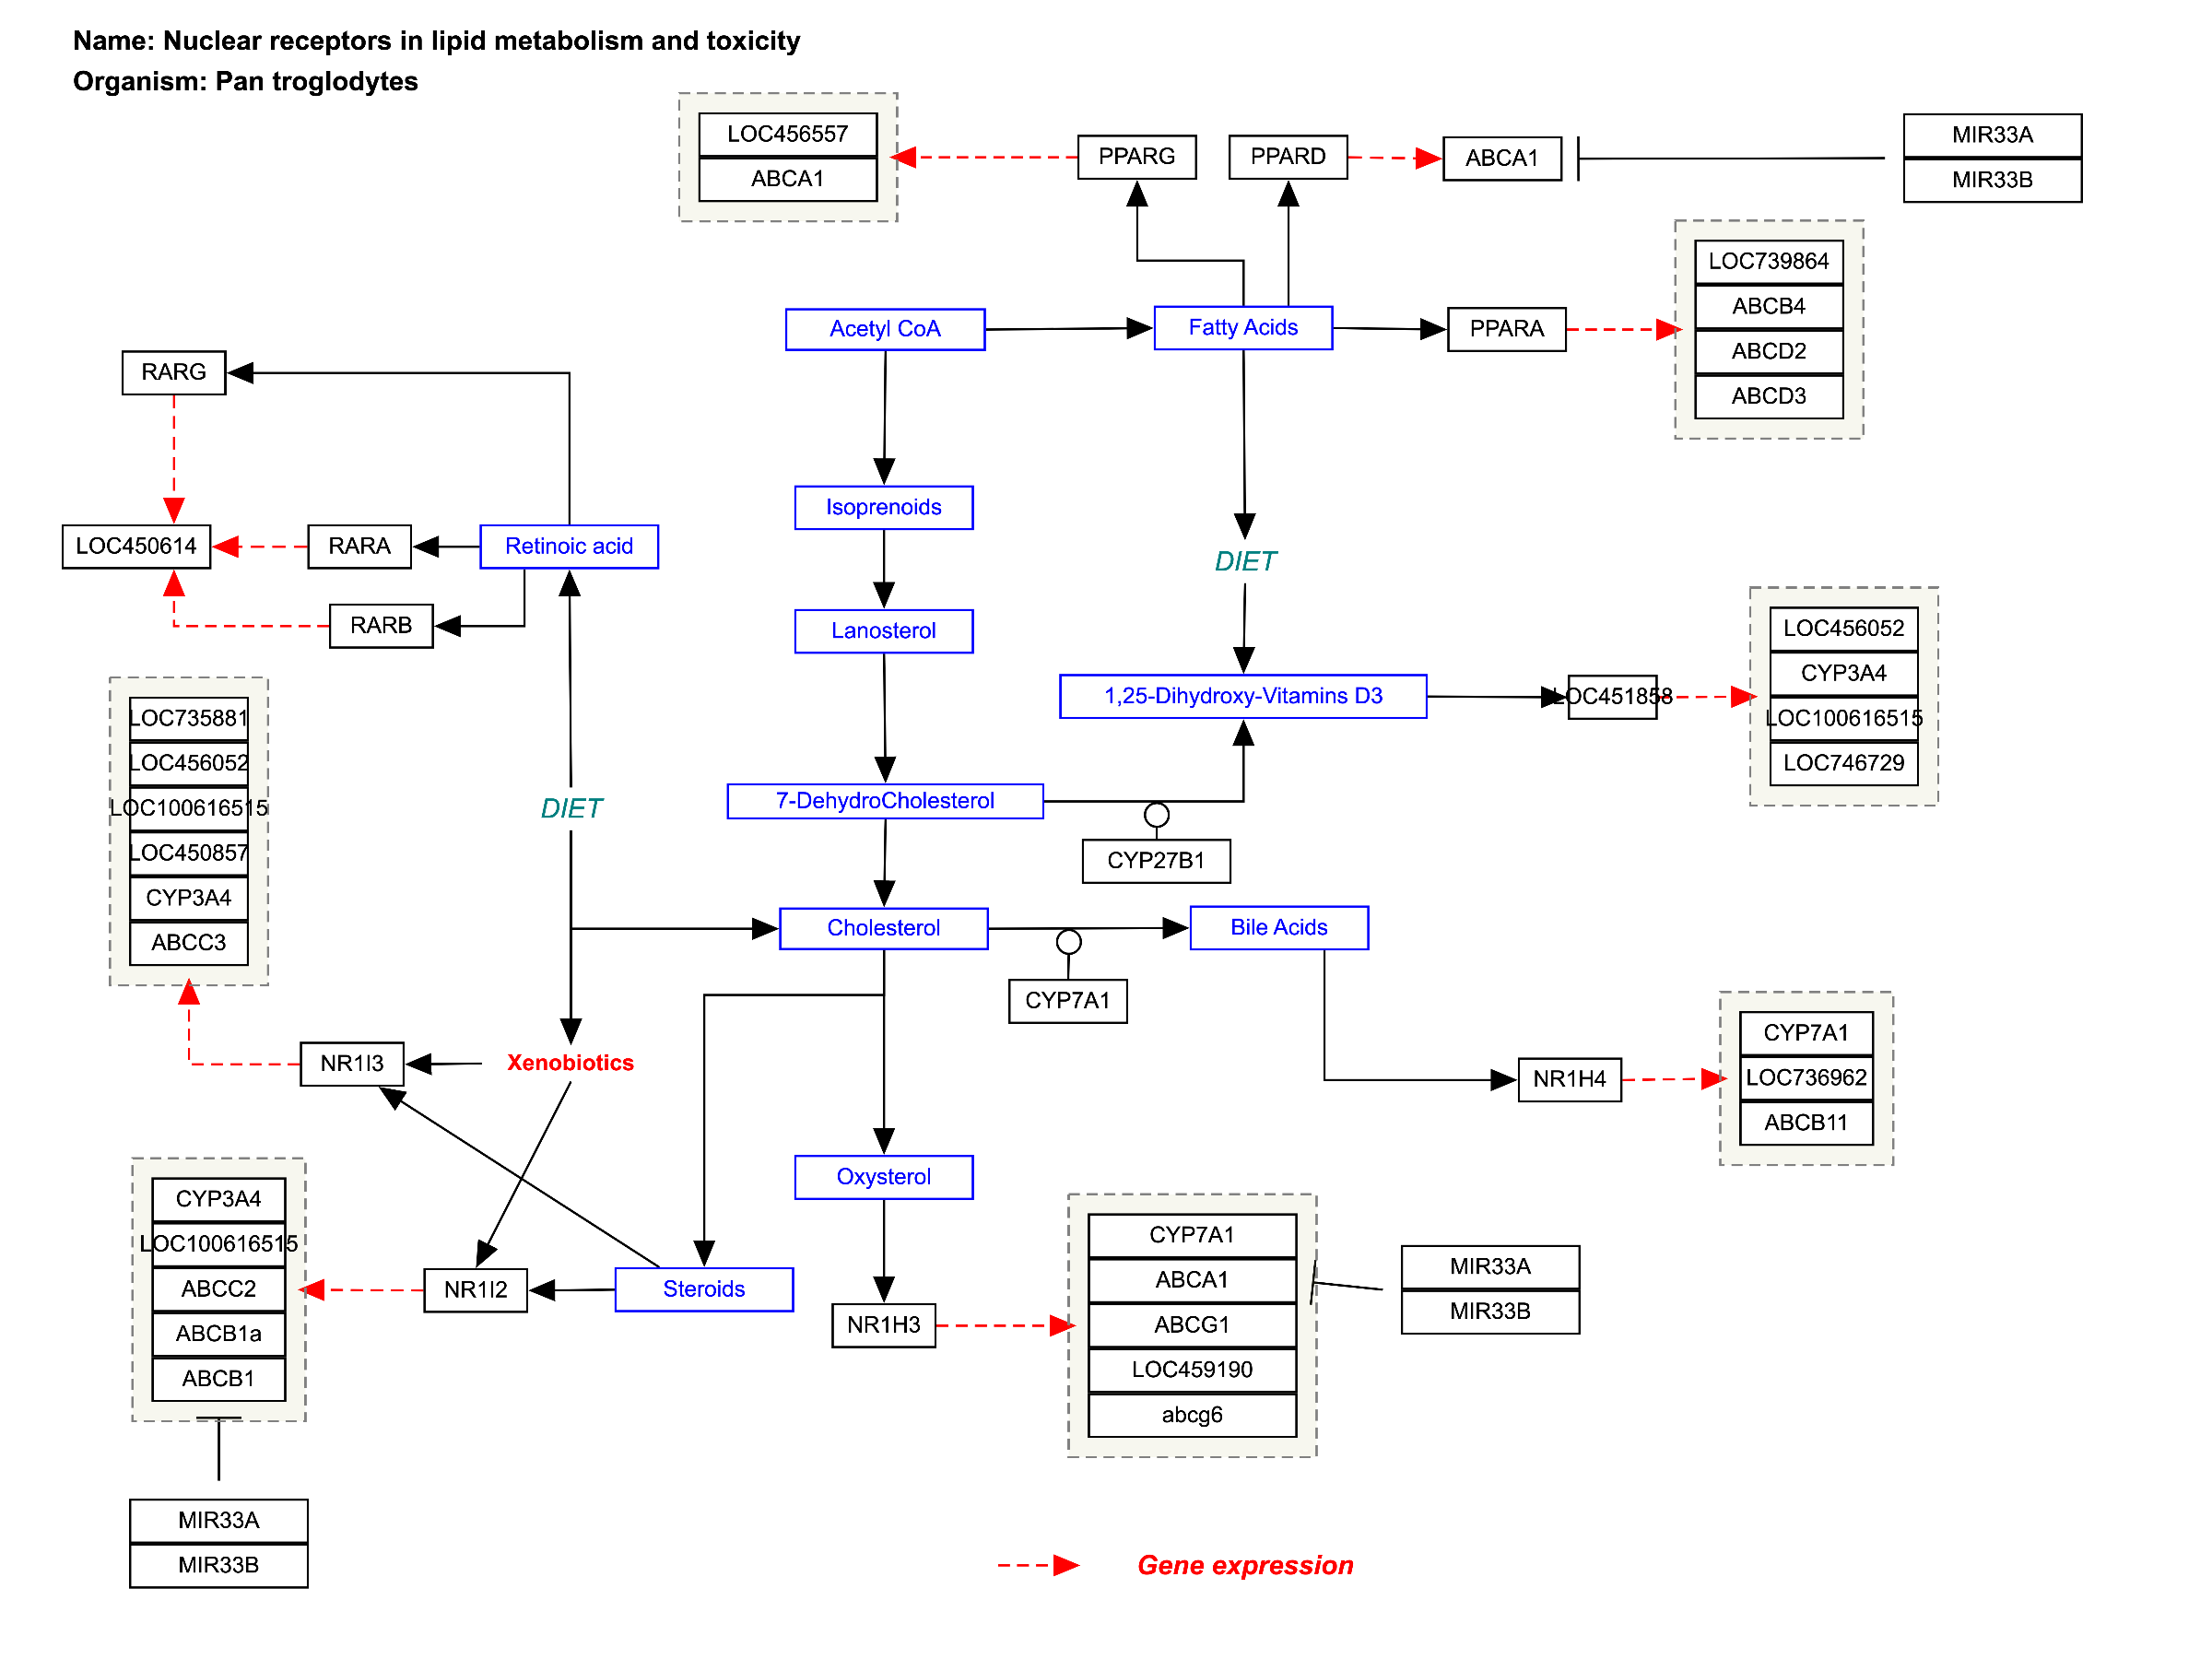 Name: Nuclear receptors in lipid metabolism and toxicity
Organism: Pan troglodytes
LOC456557
ABCA1
PPARG
PPARD
ABCA1
MIR33A
MIR33B
LOC739864
ABCB4
ABCD2
ABCD3
Acetyl CoA
Fatty Acids
PPARA
RARG
Isoprenoids
LOC450614
RARA
Retinoic acid
DIET
RARB
Lanosterol
LOC456052
CYP3A4
LOC100616515
LOC746729
1,25-Dihydroxy-Vitamins D3
LOC451858
LOC735881
LOC456052
LOC100616515
LOC450857
CYP3A4
ABCC3
DIET
7-DehydroCholesterol
CYP27B1
Cholesterol
Bile Acids
CYP7A1
NR1I3
Xenobiotics
NR1H4
CYP7A1
LOC736962
ABCB11
Oxysterol
CYP3A4
LOC100616515
ABCC2
ABCB1a
ABCB1
NR1I2
Steroids
NR1H3
CYP7A1
ABCA1
ABCG1
LOC459190
abcg6
MIR33A
MIR33B
MIR33A
MIR33B
Gene expression